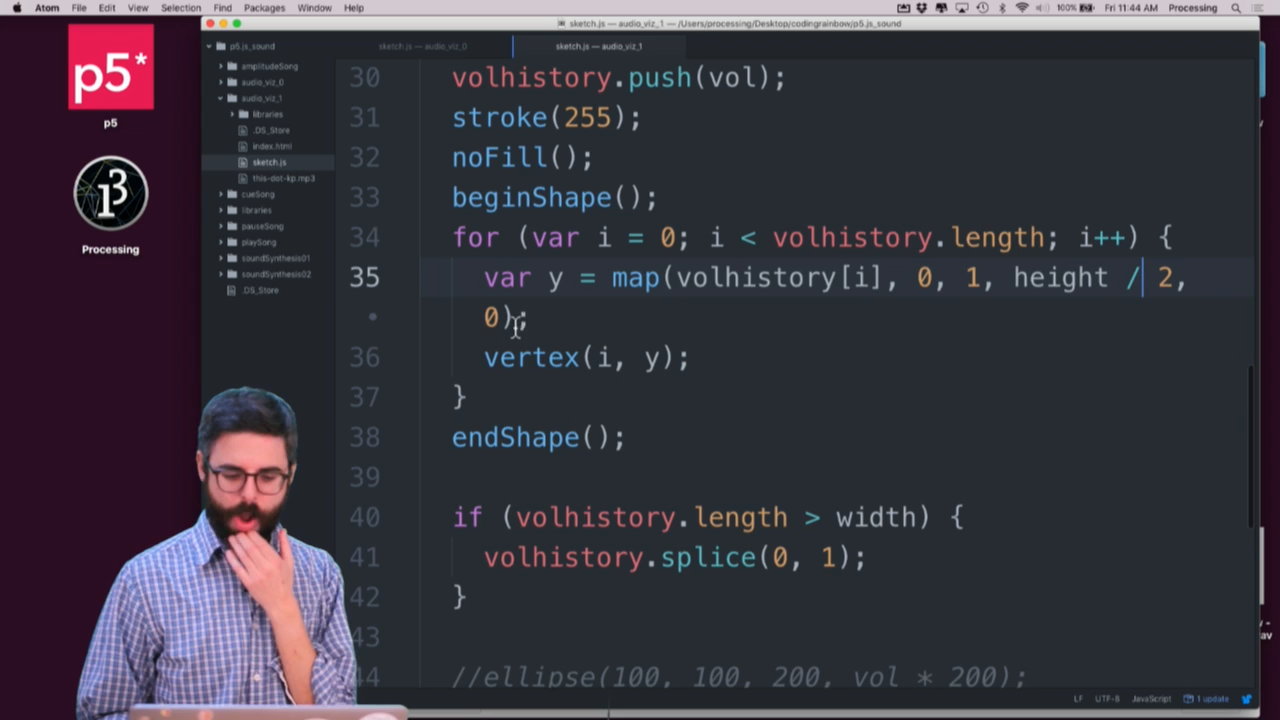 Atom File Edit View Selection Find Packages Window Help
100% Fri 11:44 AM Processing
sketch.js — audio_viz_1 — /Users/processing/Desktop/codingrainbow/p5.js_sound
p5.js_sound
sketch.js — audio_viz_0
sketch.js — audio_viz_1
amplitudeSong
audio_viz_0
audio_viz_1
libraries
.DS_Store
index.html
sketch.js
this-dot-kp.mp3
cueSong
libraries
pauseSong
playSong
soundSynthesis01
soundSynthesis02
.DS_Store
p5*
p5
Processing
30 volhistory.push(vol);
31 stroke(255);
32 noFill();
33 beginShape();
34 for (var i = 0; i < volhistory.length; i++) {
35 var y = map(volhistory[i], 0, 1, height / 2,
0);
36 vertex(i, y);
37 }
38 endShape();
39
40 if (volhistory.length > width) {
41 volhistory.splice(0, 1);
42 }
43
44 //ellipse(100, 100, 200, vol * 200);
LF UTF-8 JavaScript 1 update